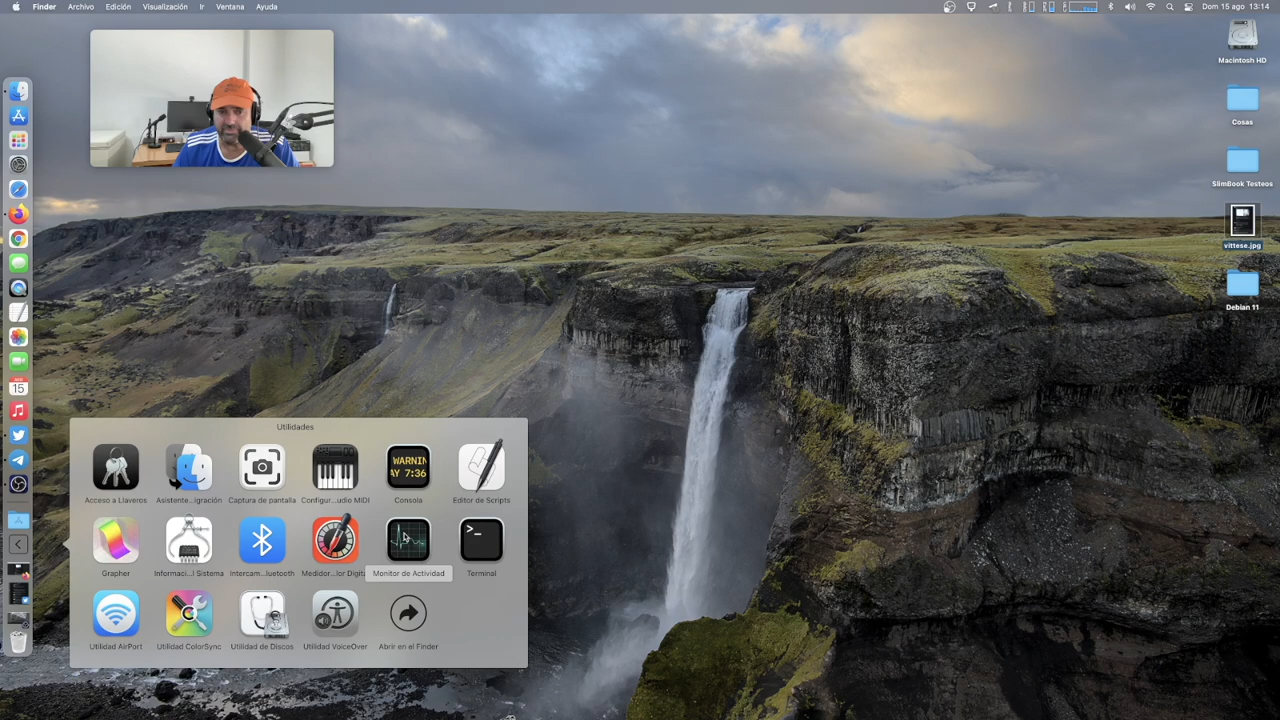 Finder Archivo Edición Visualización Ir Ventana Ayuda
Dom 15 ago 13:14
Macintosh HD
Cosas
SlimBook Testeos
vittese.jpg
Debian 11
15
Utilidades
WARNIN
AY 7:36
Acceso a Llaveros Asistente...igración Captura de pantalla Configur...udio MIDI Consola Editor de Scripts
>_
Grapher Informaci...l Sistema Intercam...luetooth Medidor...lor Digita Monitor de Actividad Terminal
Utilidad AirPort Utilidad ColorSync Utilidad de Discos Utilidad VoiceOver Abrir en el Finder